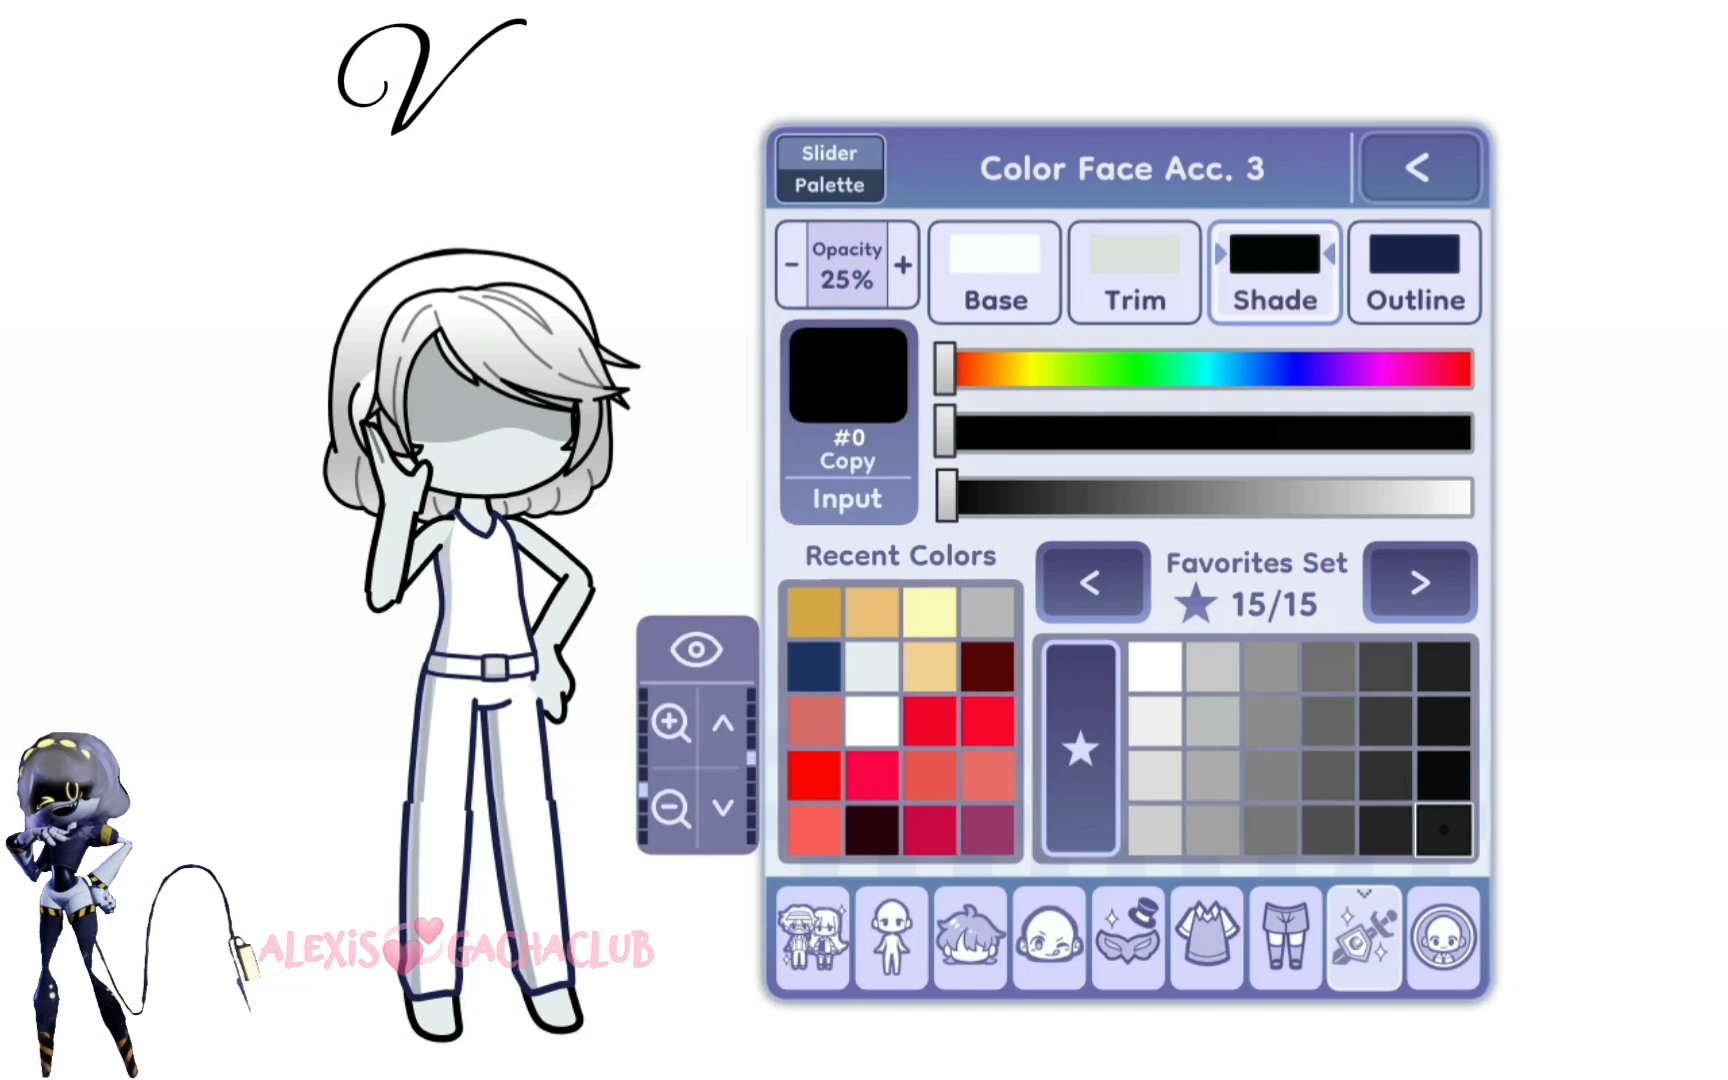 V
Slider
Palette
Color Face Acc. 3
<
- Opacity +
25%
Base
Trim
Shade
Outline
#0
Copy
Input
Recent Colors
<
Favorites Set
15/15
>
ALEXIS GACHACLUB